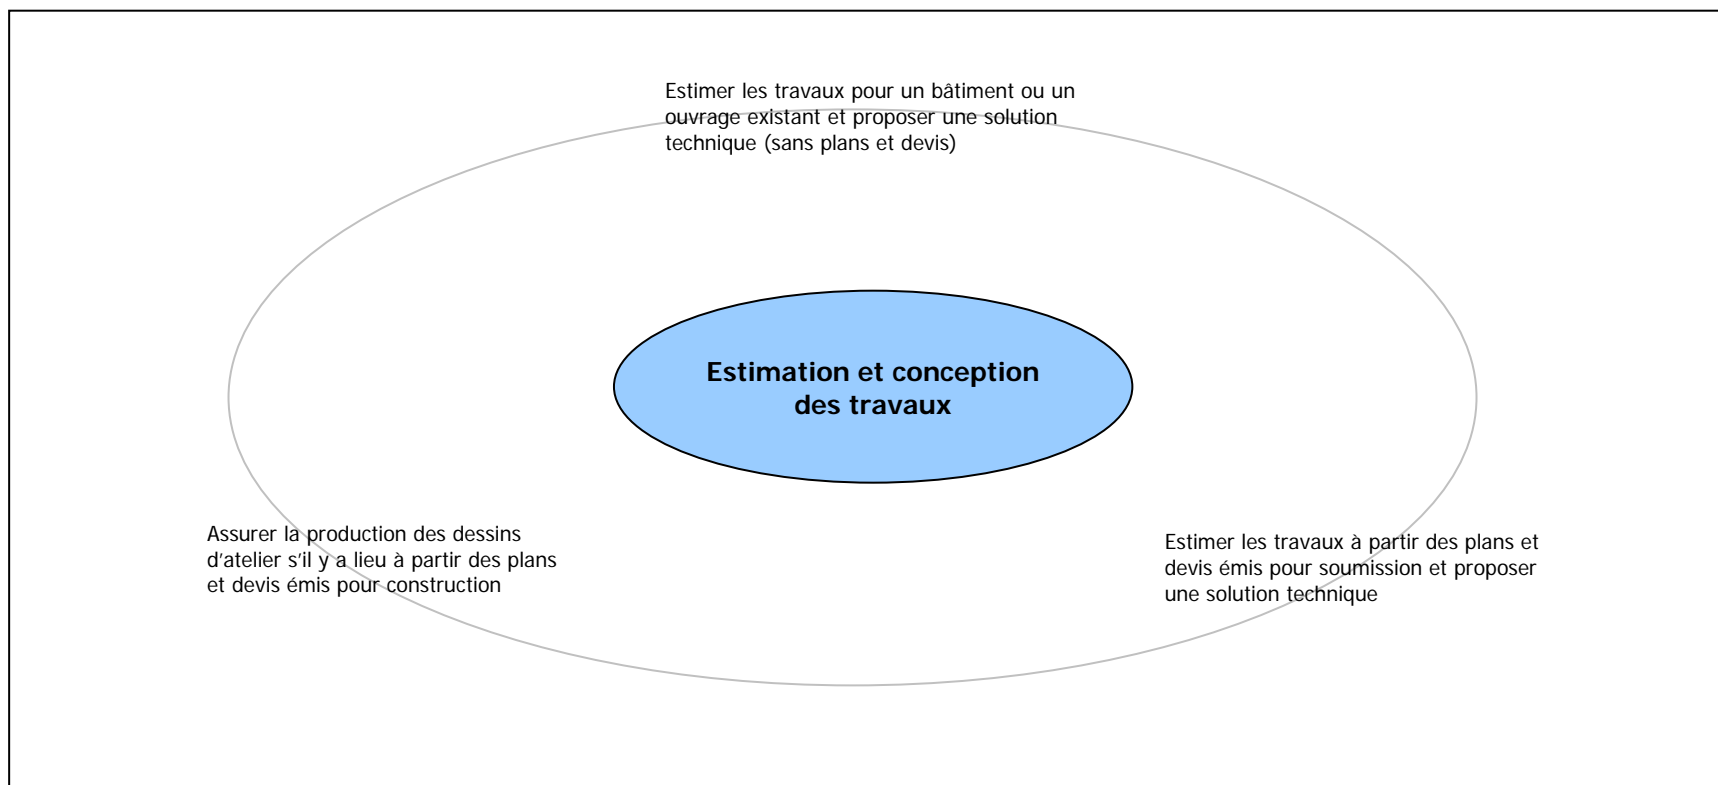 Estimer les travaux pour un bâtiment ou un
ouvrage existant et proposer une solution
technique (sans plans et devis)
Estimation et conception
des travaux
Assurer la production des dessins
d'atelier s'il y a lieu à partir des plans
et devis émis pour construction
Estimer les travaux à partir des plans et
devis émis pour soumission et proposer
une solution technique